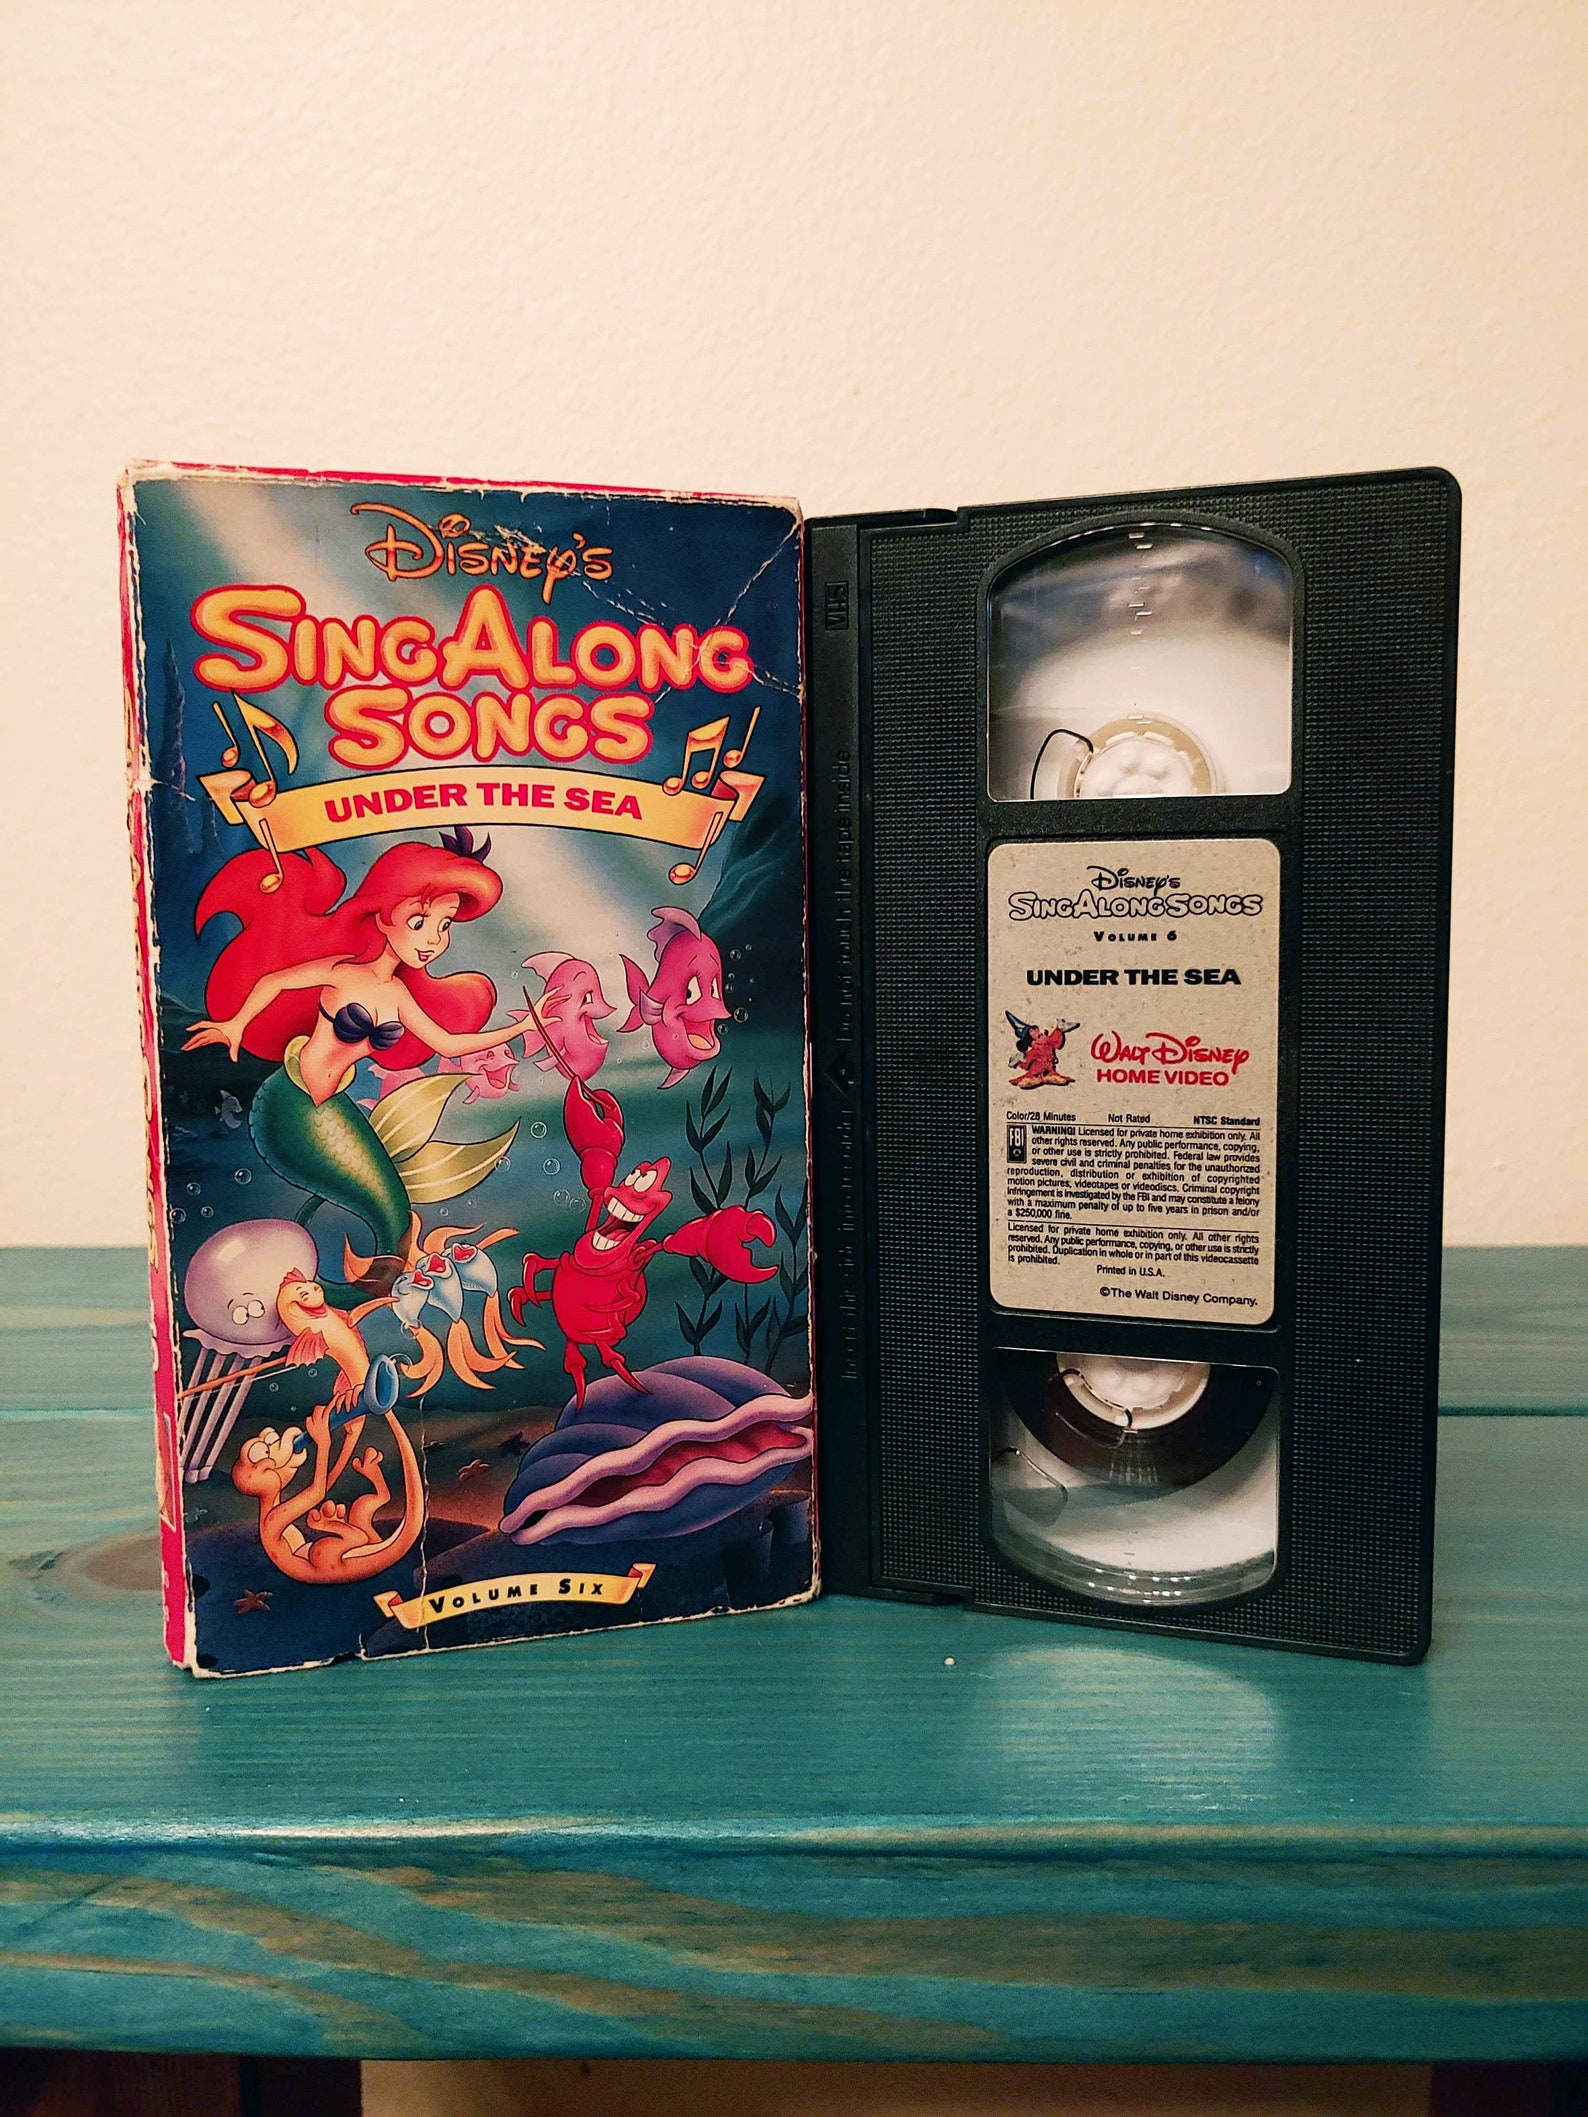 Disney's
Sing Along
Songs
UNDER THE SEA
Volume Six
VHS
Do not touch the tape inside
Disney's
Sing Along Songs
Volume 6
UNDER THE SEA
Walt Disney
HOME VIDEO
Color/28 Minutes Not Rated NTSC Standard
FBI WARNING! Licensed for private home exhibition only. All
other rights reserved. Any public performance, copying,
or other use is strictly prohibited. Federal law provides
severe civil and criminal penalties for the unauthorized
reproduction, distribution or exhibition of copyrighted
motion pictures, videotapes or videodiscs. Criminal copyright
infringement is investigated by the FBI and may constitute a felony
with a maximum penalty of up to five years in prison and/or
a $250,000 fine.
Licensed for private home exhibition only. All other rights
reserved. Any public performance, copying, or other use is strictly
prohibited. Duplication in whole or in part of this videocassette
is prohibited.
Printed in U.S.A.
©The Walt Disney Company.